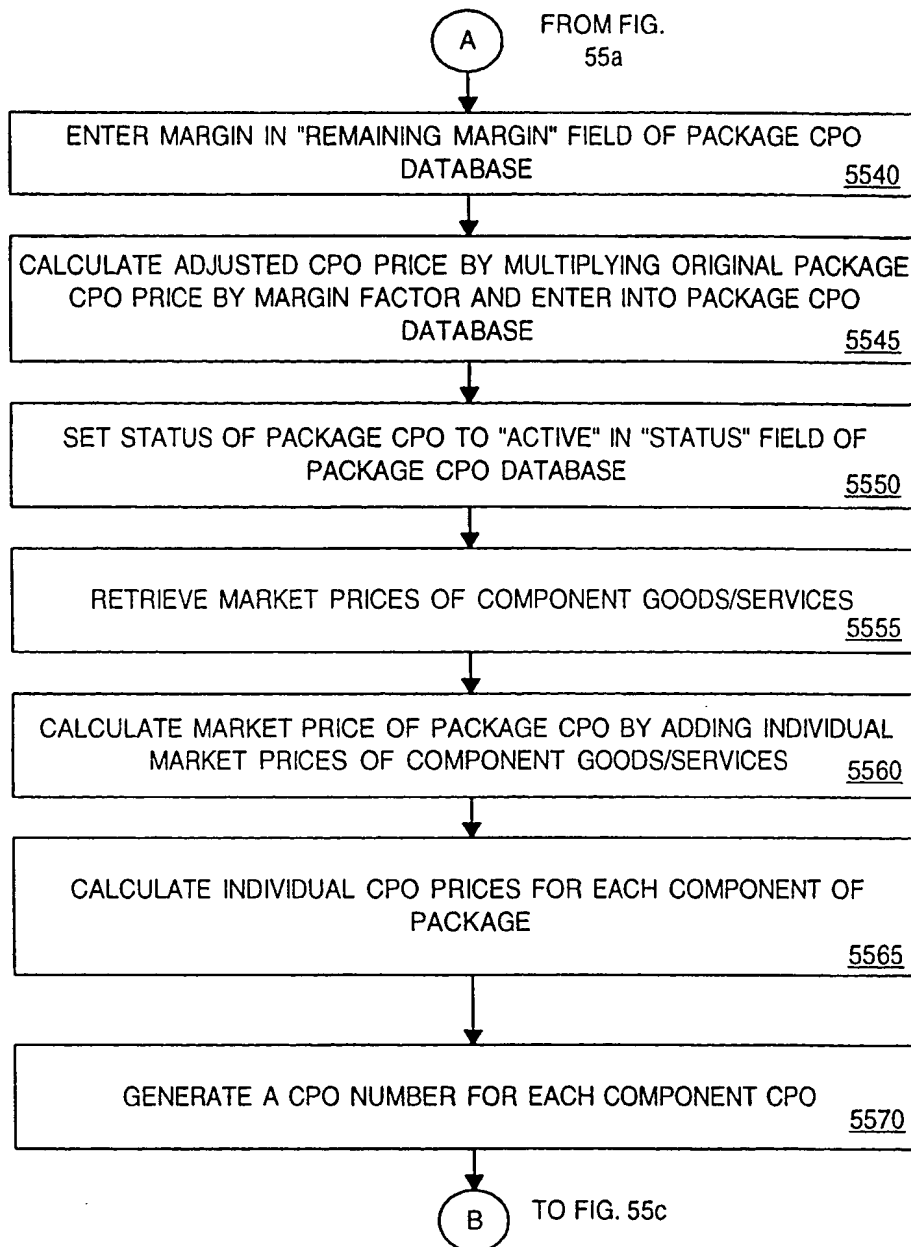 A
FROM FIG.
55a
ENTER MARGIN IN "REMAINING MARGIN" FIELD OF PACKAGE CPO
DATABASE
5540
CALCULATE ADJUSTED CPO PRICE BY MULTIPLYING ORIGINAL PACKAGE
CPO PRICE BY MARGIN FACTOR AND ENTER INTO PACKAGE CPO
DATABASE
5545
SET STATUS OF PACKAGE CPO TO "ACTIVE" IN "STATUS" FIELD OF
PACKAGE CPO DATABASE
5550
RETRIEVE MARKET PRICES OF COMPONENT GOODS/SERVICES
5555
CALCULATE MARKET PRICE OF PACKAGE CPO BY ADDING INDIVIDUAL
MARKET PRICES OF COMPONENT GOODS/SERVICES
5560
CALCULATE INDIVIDUAL CPO PRICES FOR EACH COMPONENT OF
PACKAGE
5565
GENERATE A CPO NUMBER FOR EACH COMPONENT CPO
5570
B
TO FIG. 55c